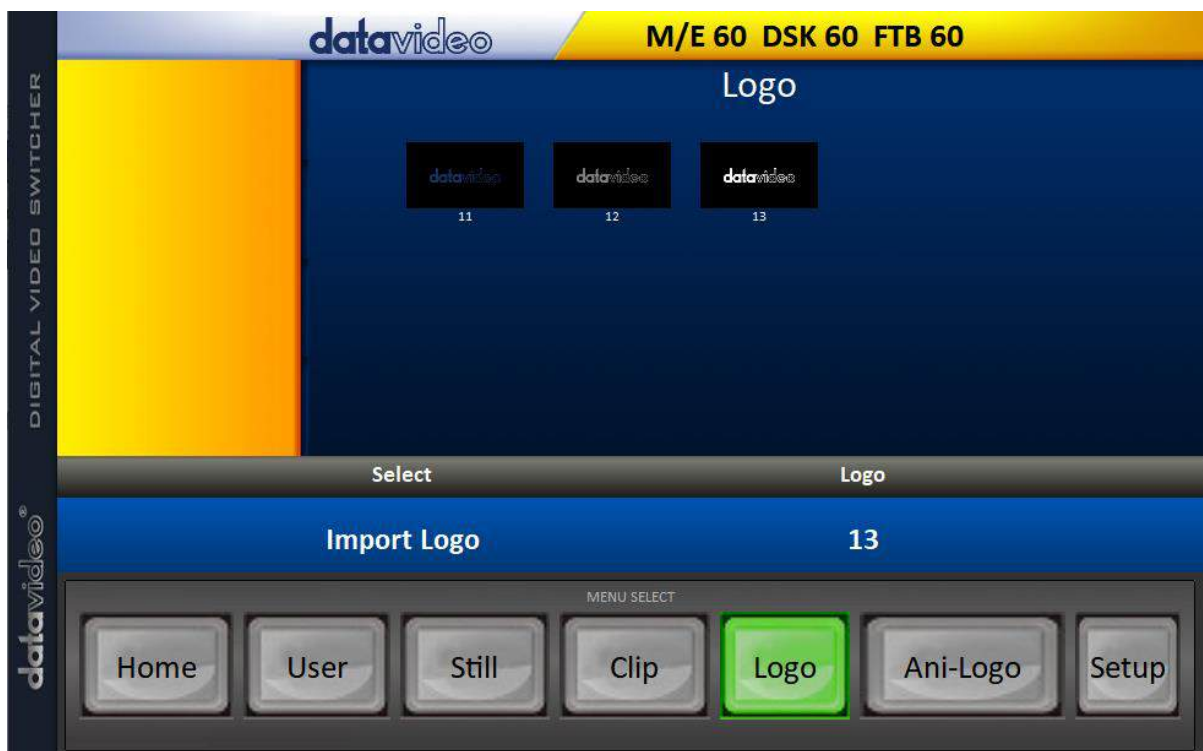 datavideo
M/E 60 DSK 60 FTB 60
DIGITAL VIDEO SWITCHER
datavideo®
Logo
datavideo
datavideo
datavideo
11
12
13
Select
Logo
Import Logo
13
MENU SELECT
Home
User
Still
Clip
Logo
Ani-Logo
Setup